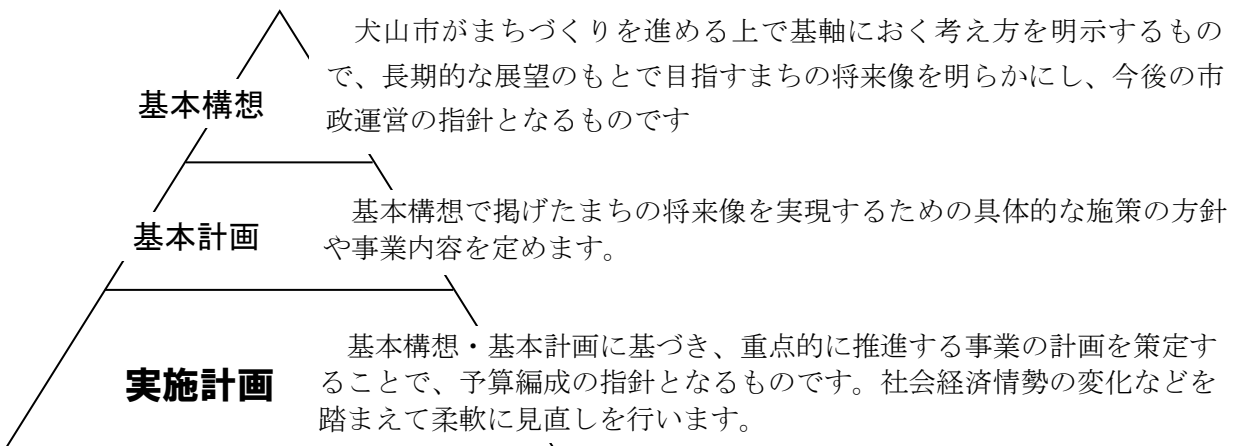 基本構想
犬山市がまちづくりを進める上で基軸におく考え方を明示するもの
で、長期的な展望のもとで目指すまちの将来像を明らかにし、今後の市
政運営の指針となるものです
基本計画
基本構想で掲げたまちの将来像を実現するための具体的な施策の方針
や事業内容を定めます。
実施計画
基本構想・基本計画に基づき、重点的に推進する事業の計画を策定す
ることで、予算編成の指針となるものです。社会経済情勢の変化などを
踏まえて柔軟に見直しを行います。